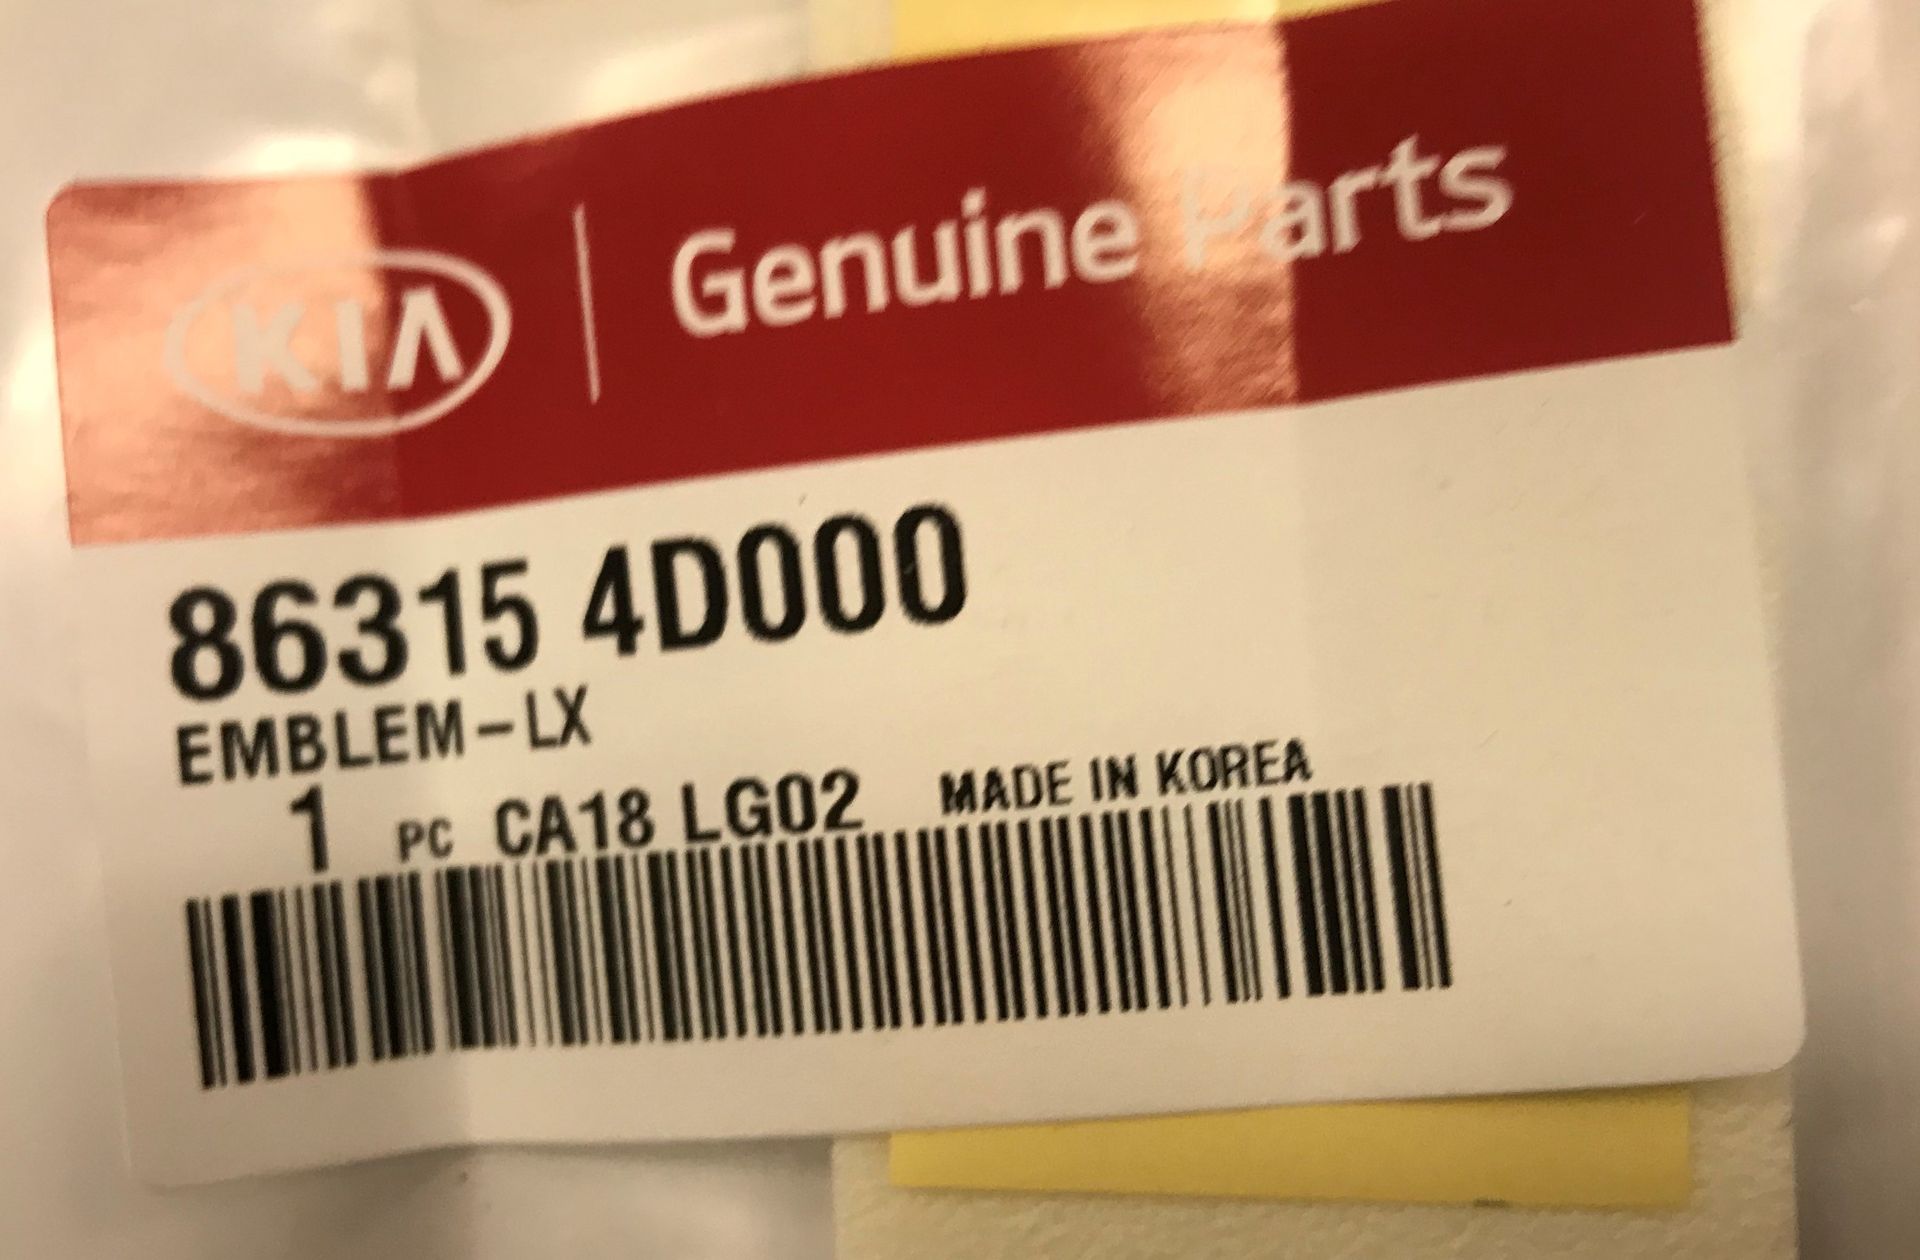 KIA | Genuine Parts
86315 4D000
EMBLEM-LX
1 PC CA18 LG02 MADE IN KOREA